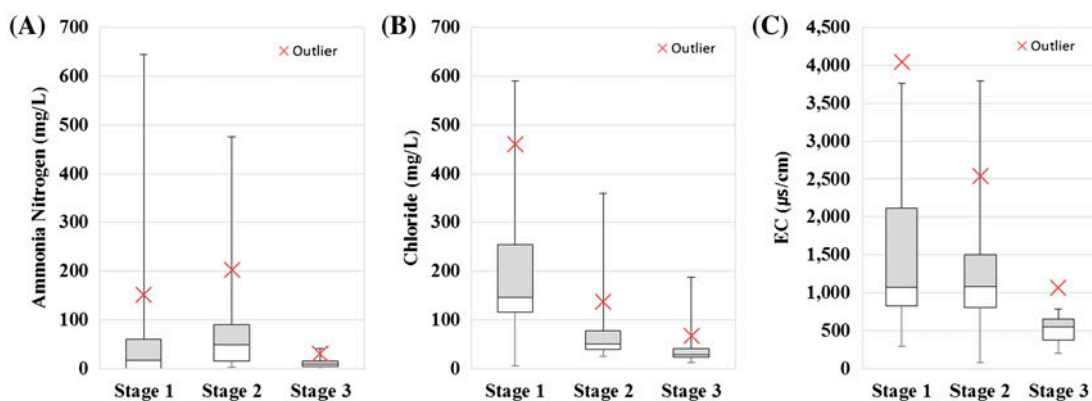 (A)
700
600
500
400
300
200
100
0
Ammonia Nitrogen (mg/L)
Outlier
Stage 1 Stage 2 Stage 3
(B)
700
600
500
400
300
200
100
0
Chloride (mg/L)
Outlier
Stage 1 Stage 2 Stage 3
(C)
4,500
4,000
3,500
3,000
2,500
2,000
1,500
1,000
500
0
EC (µs/cm)
Outlier
Stage 1 Stage 2 Stage 3